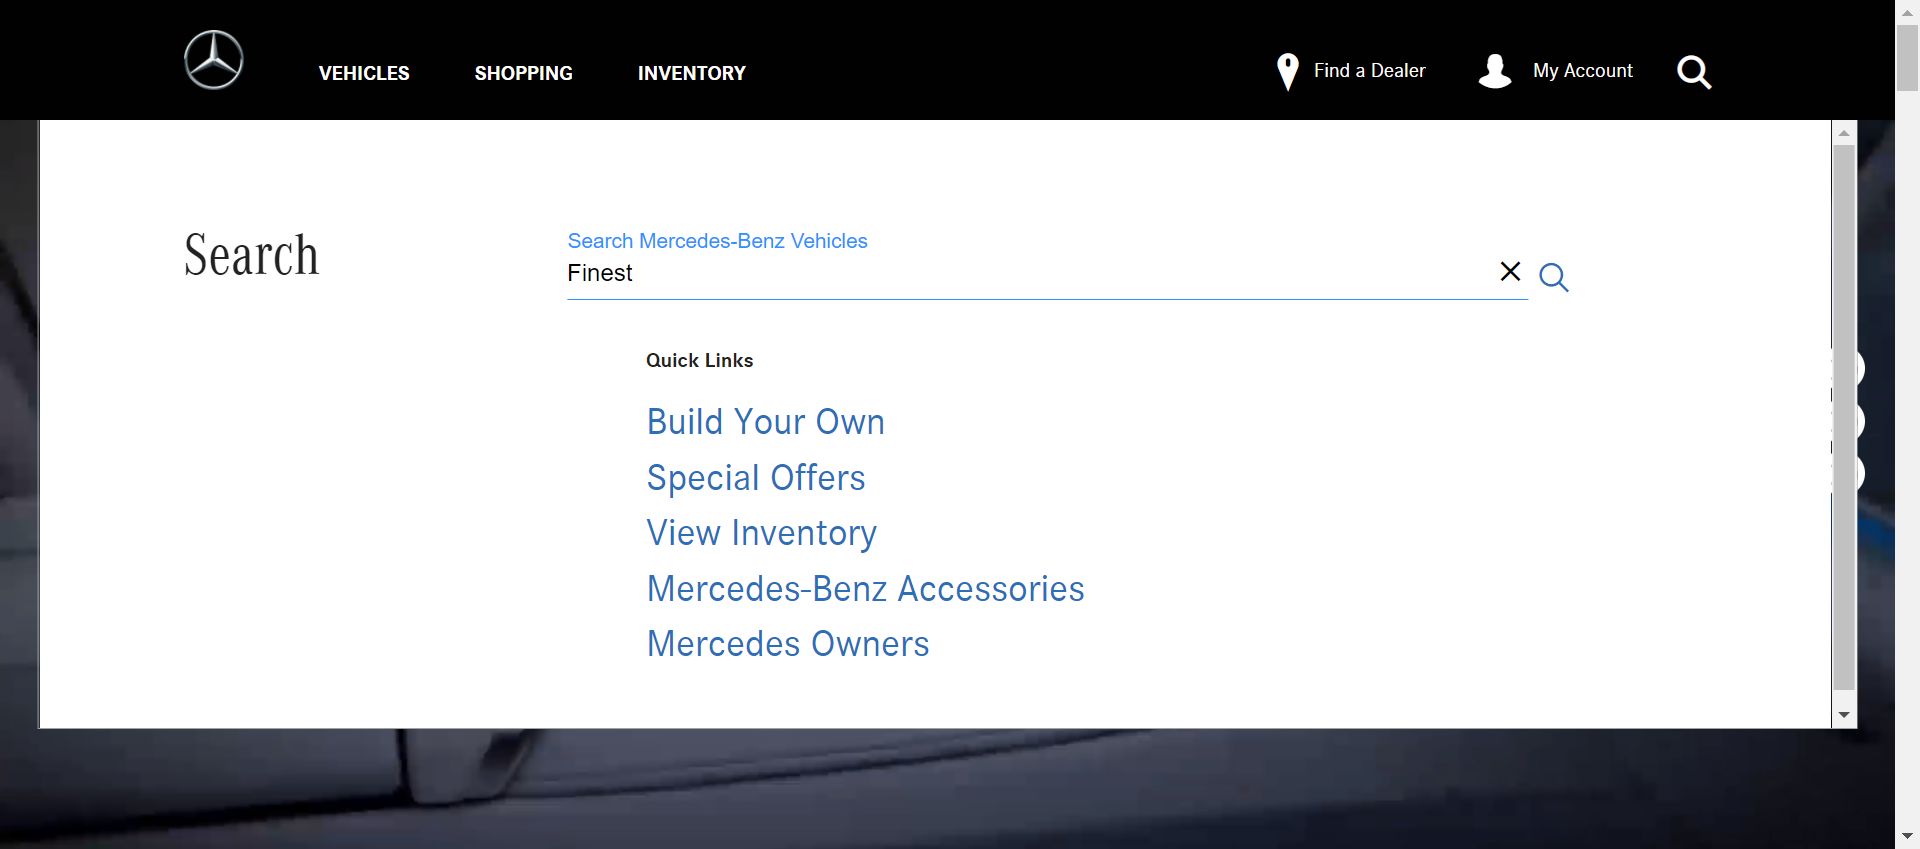 VEHICLES SHOPPING INVENTORY Find a Dealer My Account
Search
Search Mercedes-Benz Vehicles
Finest
Quick Links
Build Your Own
Special Offers
View Inventory
Mercedes-Benz Accessories
Mercedes Owners